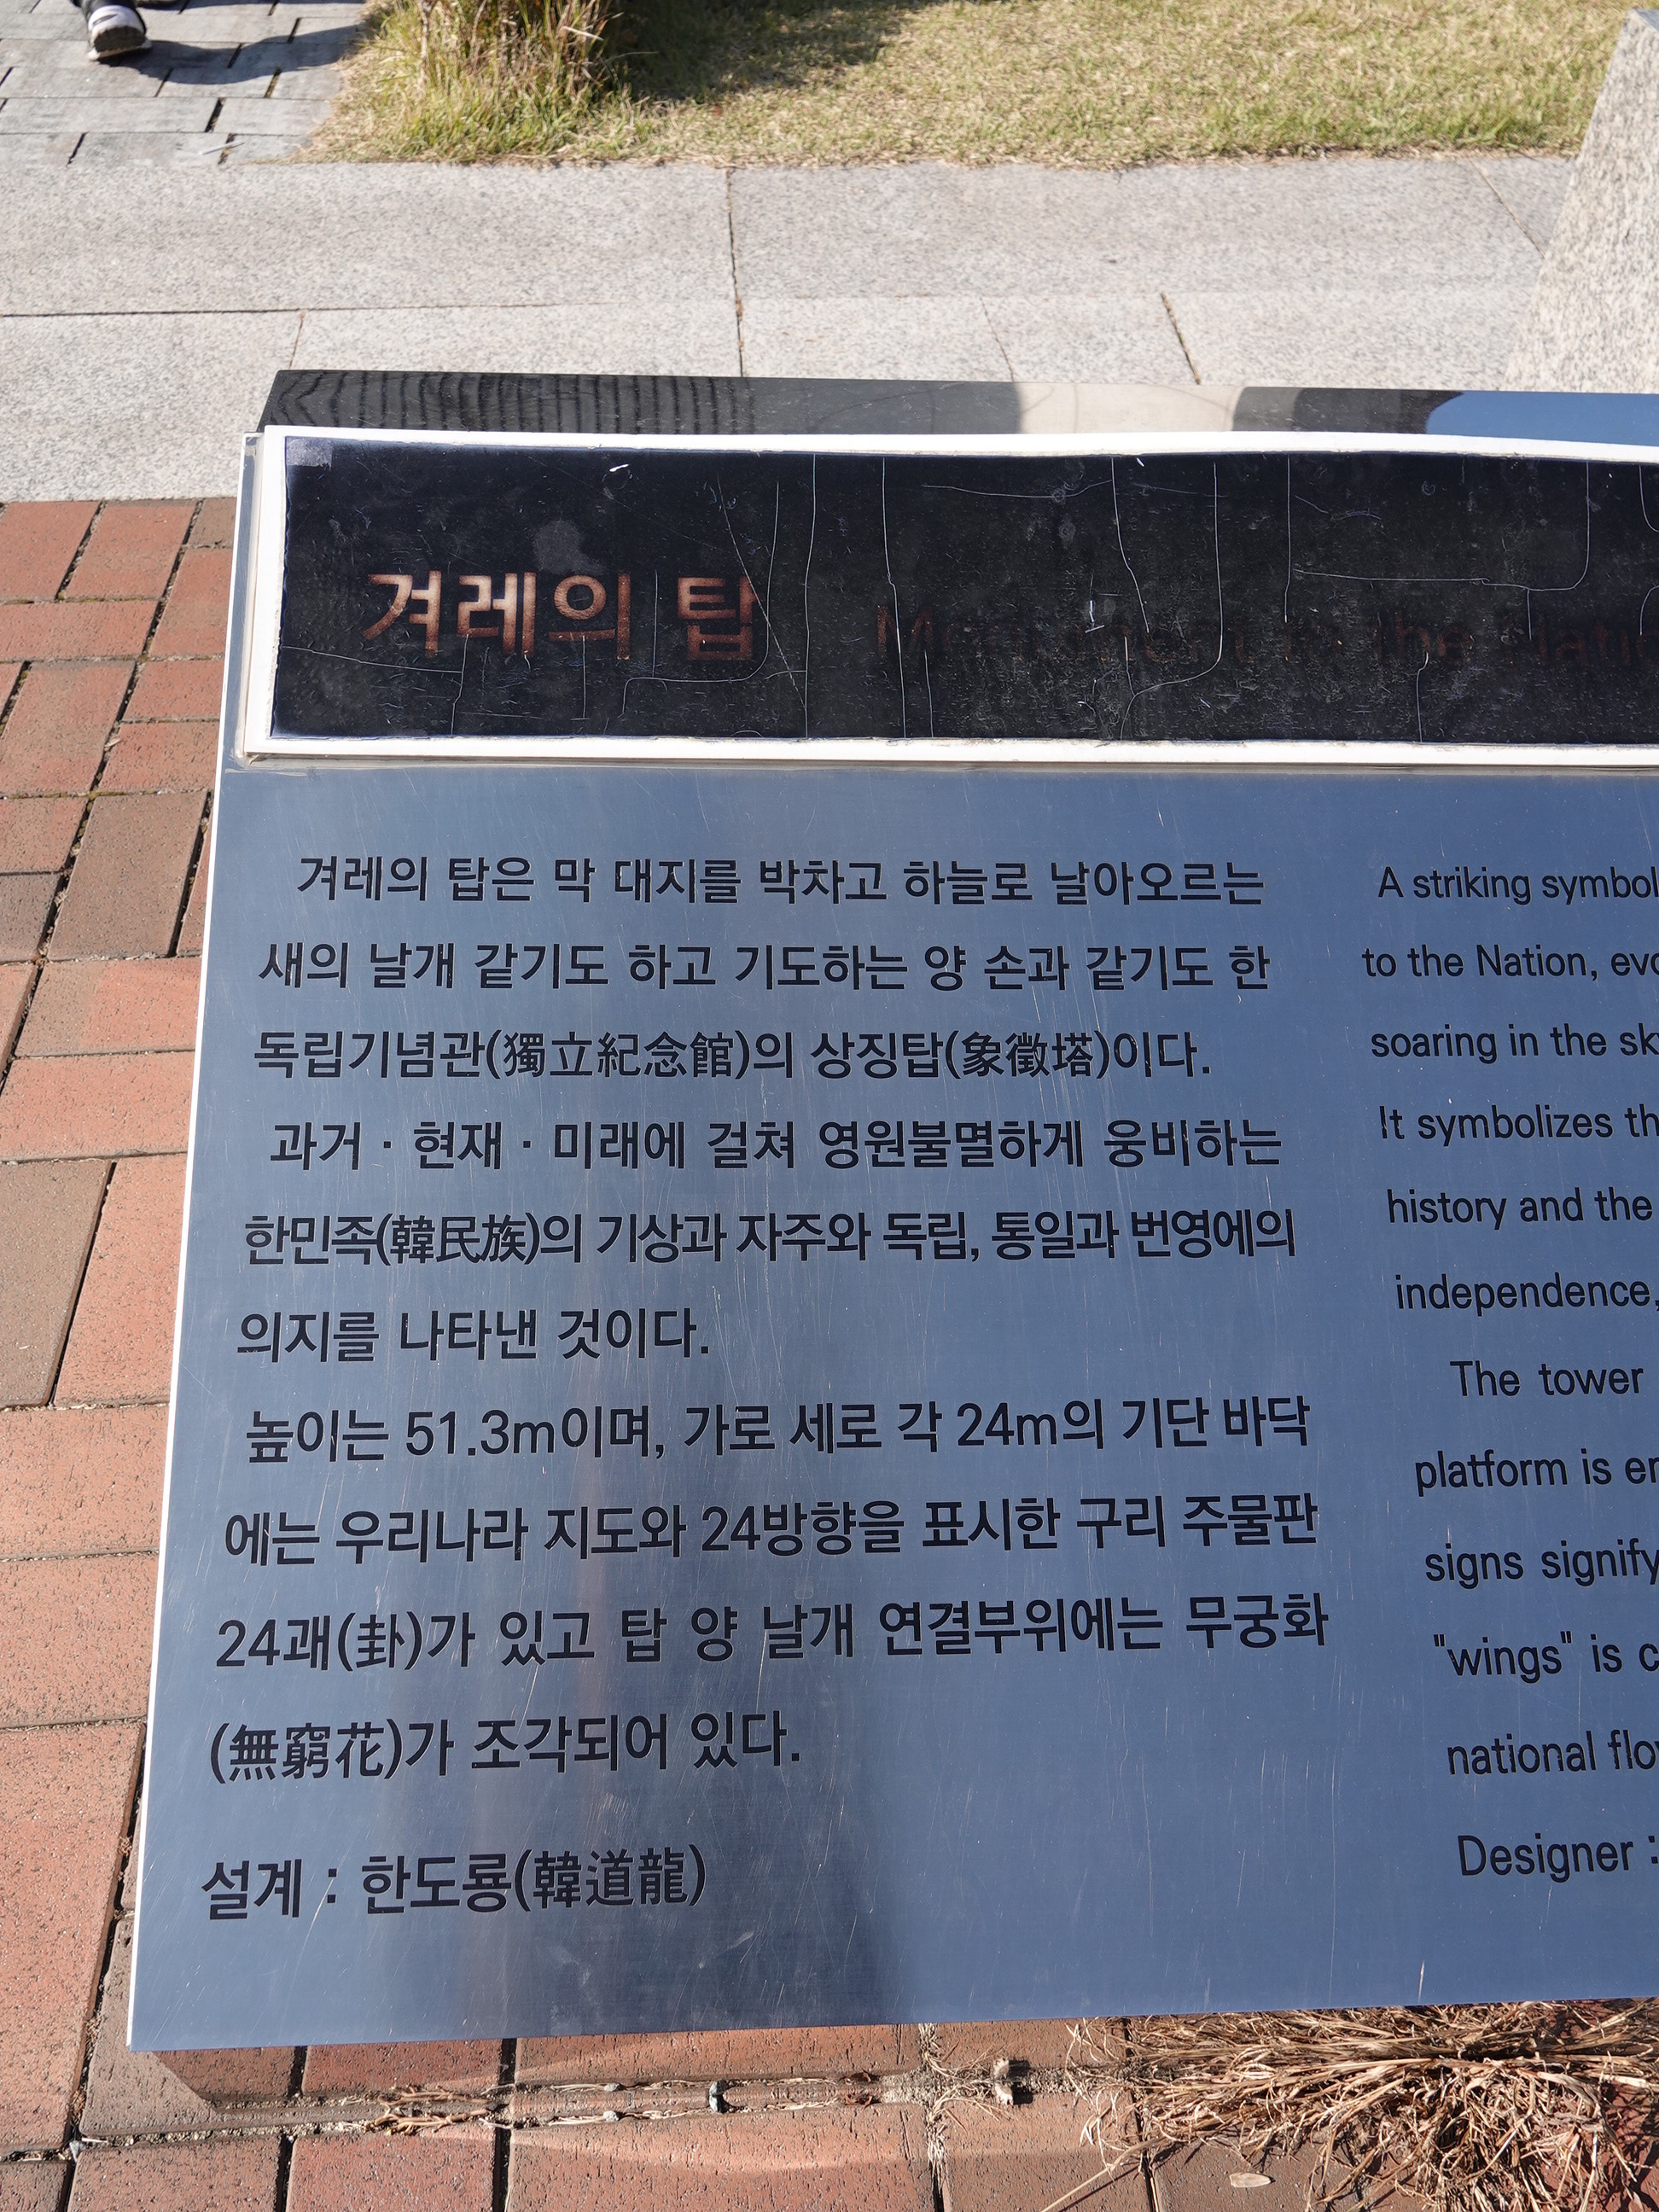 겨레의 탑 Monument to the Natio
겨레의 탑은 막 대지를 박차고 하늘로 날아오르는
새의 날개 같기도 하고 기도하는 양 손과 같기도 한
독립기념관(獨立紀念館)의 상징탑(象徵塔)이다.
과거 · 현재 · 미래에 걸쳐 영원불멸하게 웅비하는
한민족(韓民族)의 기상과 자주와 독립, 통일과 번영에의
의지를 나타낸 것이다.
높이는 51.3m이며, 가로 세로 각 24m의 기단 바닥
에는 우리나라 지도와 24방향을 표시한 구리 주물판
24괘(卦)가 있고 탑 양 날개 연결부위에는 무궁화
(無窮花)가 조각되어 있다.
설계 : 한도룡(韓道龍)
A striking symbol
to the Nation, evo
soaring in the sk
It symbolizes th
history and the
independence,
The tower
platform is en
signs signify
"wings" is c
national flo
Designer :